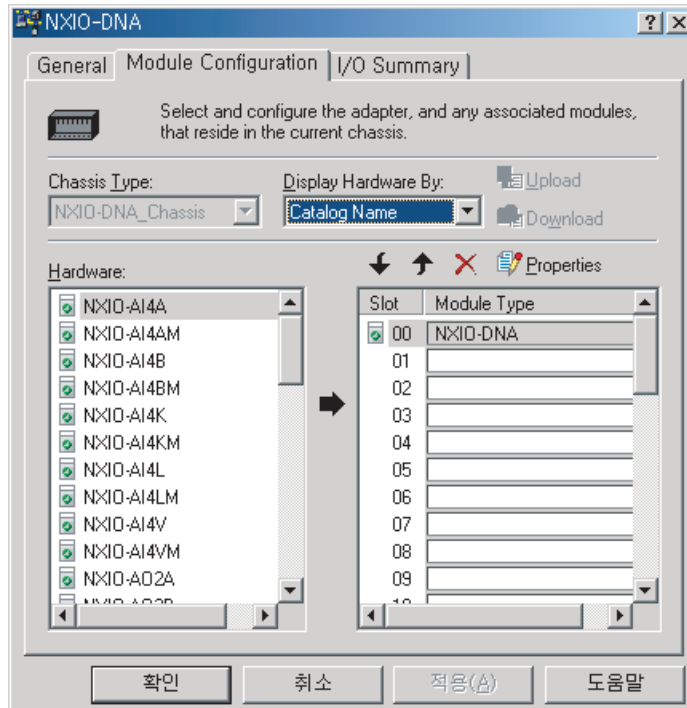 NXIO-DNA
General Module Configuration I/O Summary
Select and configure the adapter, and any associated modules,
that reside in the current chassis.
Chassis Type: Display Hardware By: Upload
NXIO-DNA_Chassis Catalog Name Download
Hardware: Properties
Slot Module Type
NXIO-AI4A 00 NXIO-DNA
NXIO-AI4AM 01
NXIO-AI4B 02
NXIO-AI4BM 03
NXIO-AI4K 04
NXIO-AI4KM 05
NXIO-AI4L 06
NXIO-AI4LM 07
NXIO-AI4V 08
NXIO-AI4VM 09
NXIO-AO2A
확인 취소 적용(A) 도움말